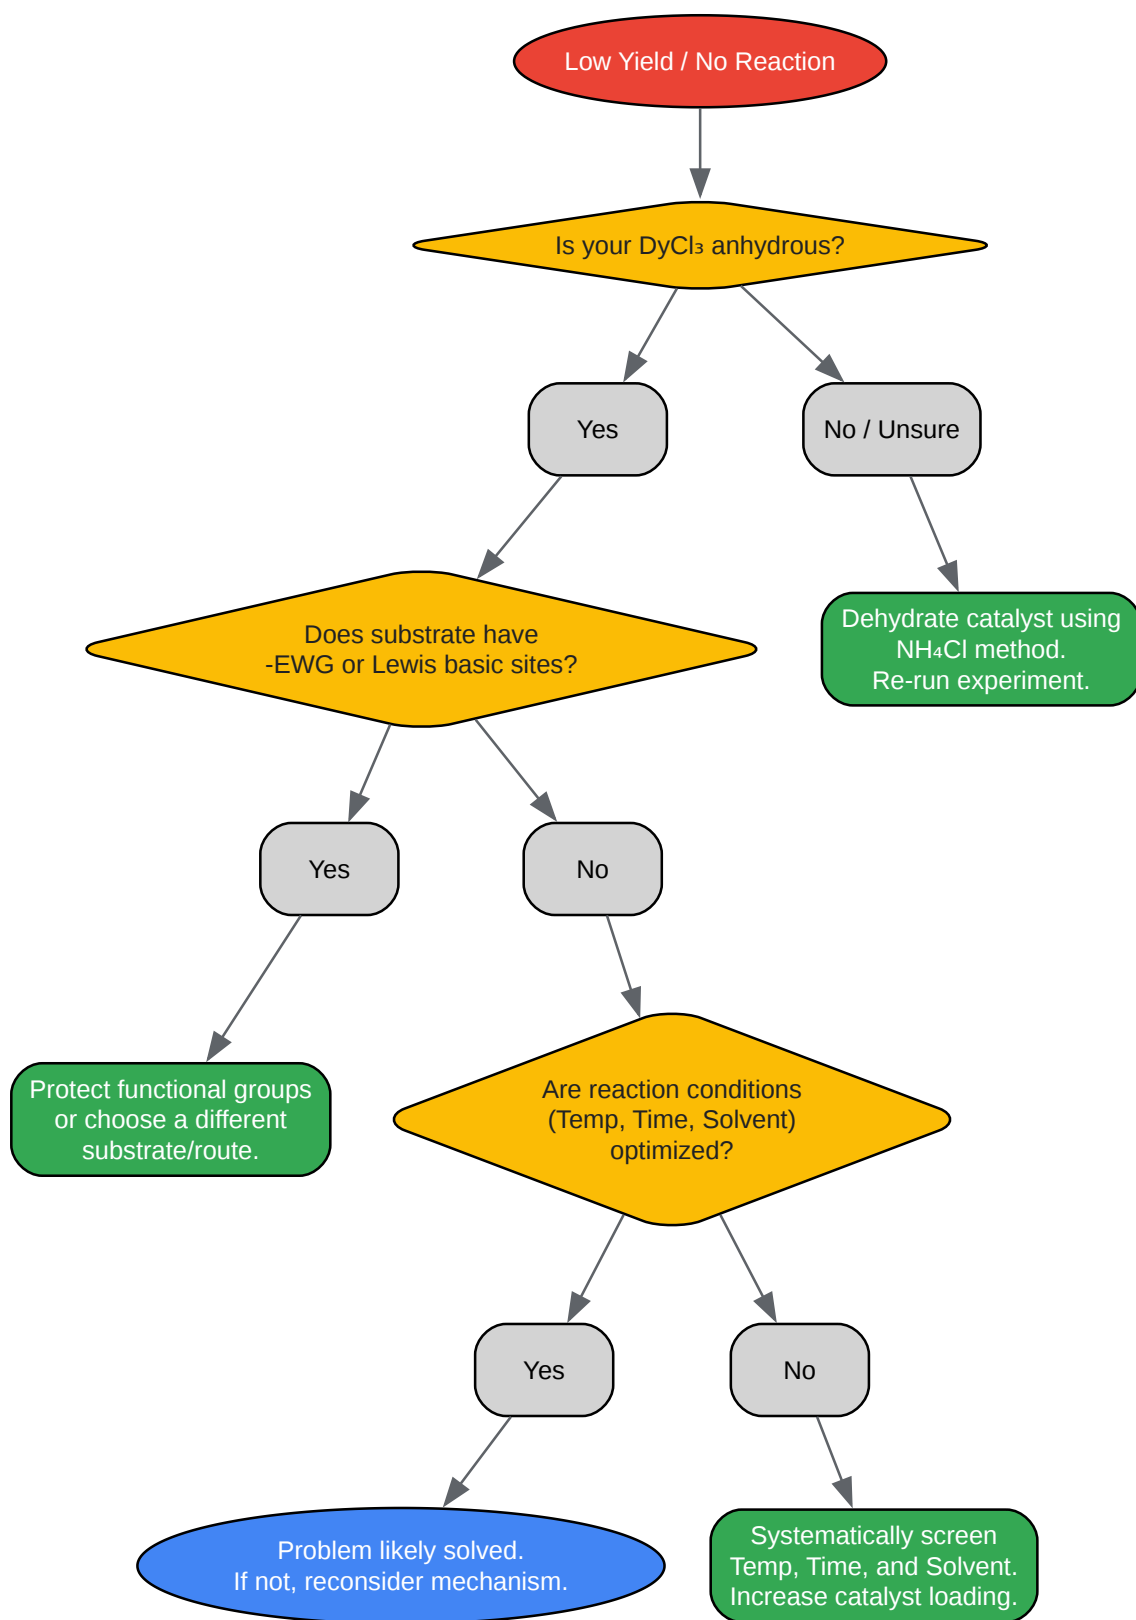 Low Yield / No Reaction
Is your DyCl₃ anhydrous?
Yes
No / Unsure
Does substrate have
-EWG or Lewis basic sites?
Dehydrate catalyst using
NH₄Cl method.
Re-run experiment.
Yes
No
Protect functional groups
or choose a different
substrate/route.
Are reaction conditions
(Temp, Time, Solvent)
optimized?
Yes
No
Problem likely solved.
If not, reconsider mechanism.
Systematically screen
Temp, Time, and Solvent.
Increase catalyst loading.